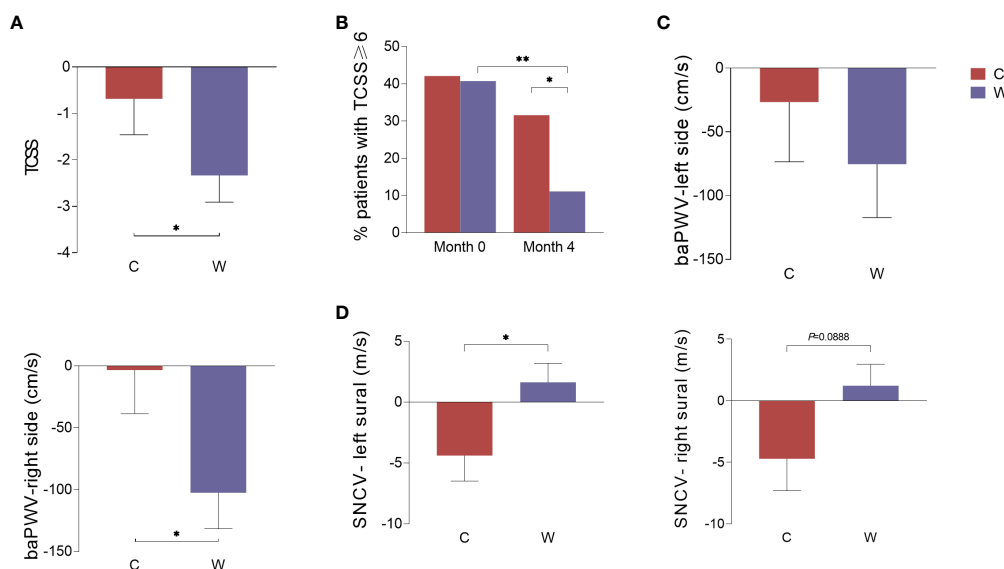 A
TCSS
0
-1
-2
-3
-4
*
C
W
B
% patients with TCSS⩾6
50
40
30
20
10
0
**
*
Month 0
Month 4
C
baPWV-left side (cm/s)
0
-50
-100
-150
C
W
C
baPWV-right side (cm/s)
0
-50
-100
-150
*
C
W
D
SNCV- left sural (m/s)
5
0
-5
-10
*
C
W
SNCV- right sural (m/s)
5
0
-5
-10
P=0.0888
C
W